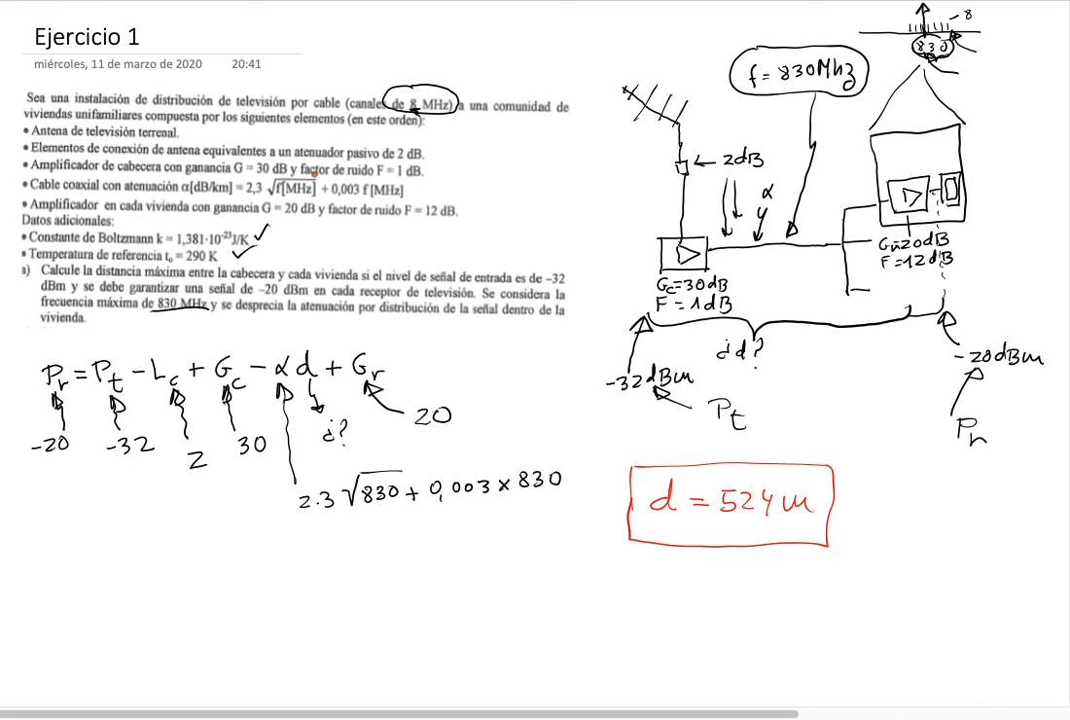 Ejercicio 1
miércoles, 11 de marzo de 2020 20:41
Sea una instalación de distribución de televisión por cable (canales de 8 MHz) a una comunidad de
viviendas unifamiliares compuesta por los siguientes elementos (en este orden):
• Antena de televisión terrenal.
• Elementos de conexión de antena equivalentes a un atenuador pasivo de 2 dB.
• Amplificador de cabecera con ganancia G = 30 dB y factor de ruido F = 1 dB.
• Cable coaxial con atenuación α[dB/km] = 2,3 √f[MHz] + 0,003 f [MHz]
• Amplificador en cada vivienda con ganancia G = 20 dB y factor de ruido F = 12 dB.
Datos adicionales:
• Constante de Boltzmann k = 1,381·10⁻²³J/K
• Temperatura de referencia t₀ = 290 K
a) Calcule la distancia máxima entre la cabecera y cada vivienda si el nivel de señal de entrada es de −32
dBm y se debe garantizar una señal de −20 dBm en cada receptor de televisión. Se considera la
frecuencia máxima de 830 MHz y se desprecia la atenuación por distribución de la señal dentro de la
vivienda.
Pr = Pt − Lc + Gc − α d + Gr
-20 -32 2 30 ¿? 20
2.3 √830 + 0,003 × 830
-8
830
f = 830Mhz
2dB
α
Gc=30dB
F = 1dB
G=20dB
F=12dB
¿d?
-32dBm
Pt
-20dBm
Pr
d = 524m